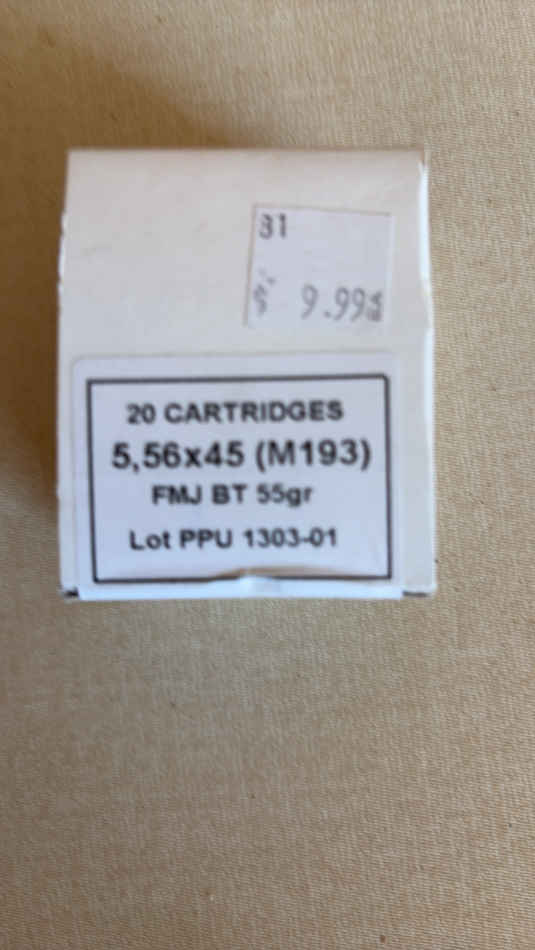 31
9.99
20 CARTRIDGES
5,56x45 (M193)
FMJ BT 55gr
Lot PPU 1303-01